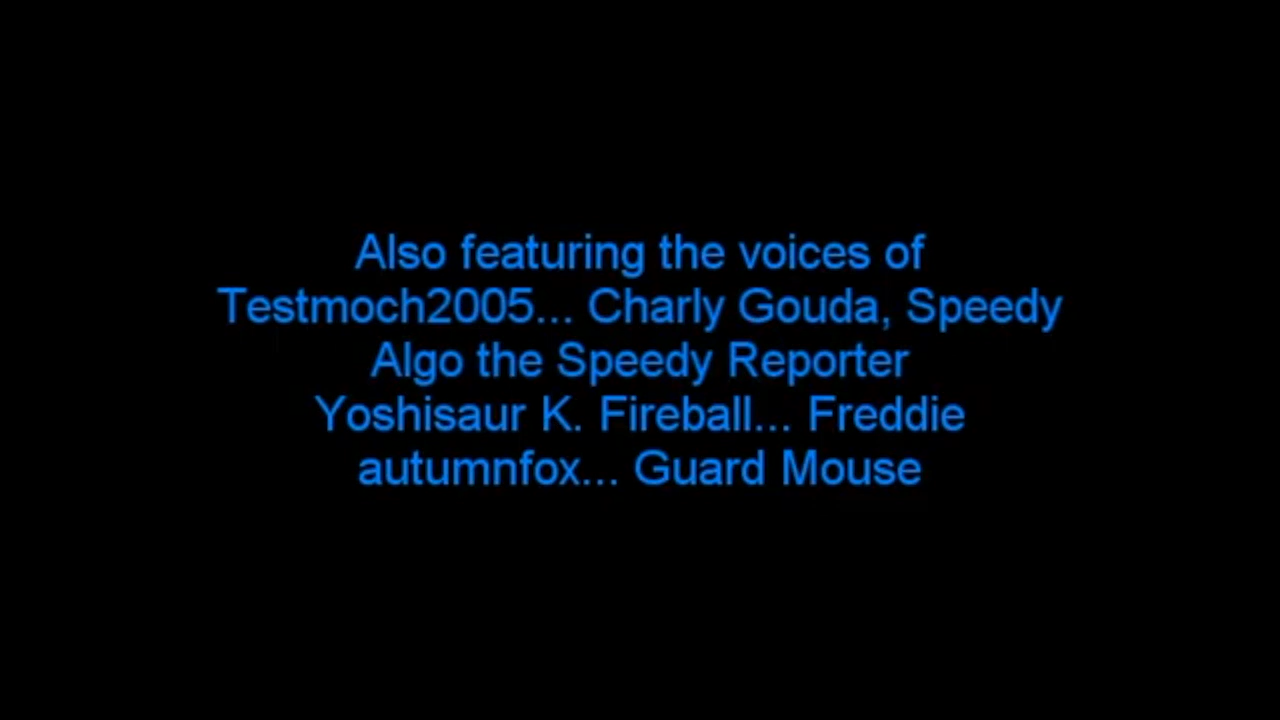 Also featuring the voices of
Testmoch2005... Charly Gouda, Speedy
Algo the Speedy Reporter
Yoshisaur K. Fireball... Freddie
autumnfox... Guard Mouse